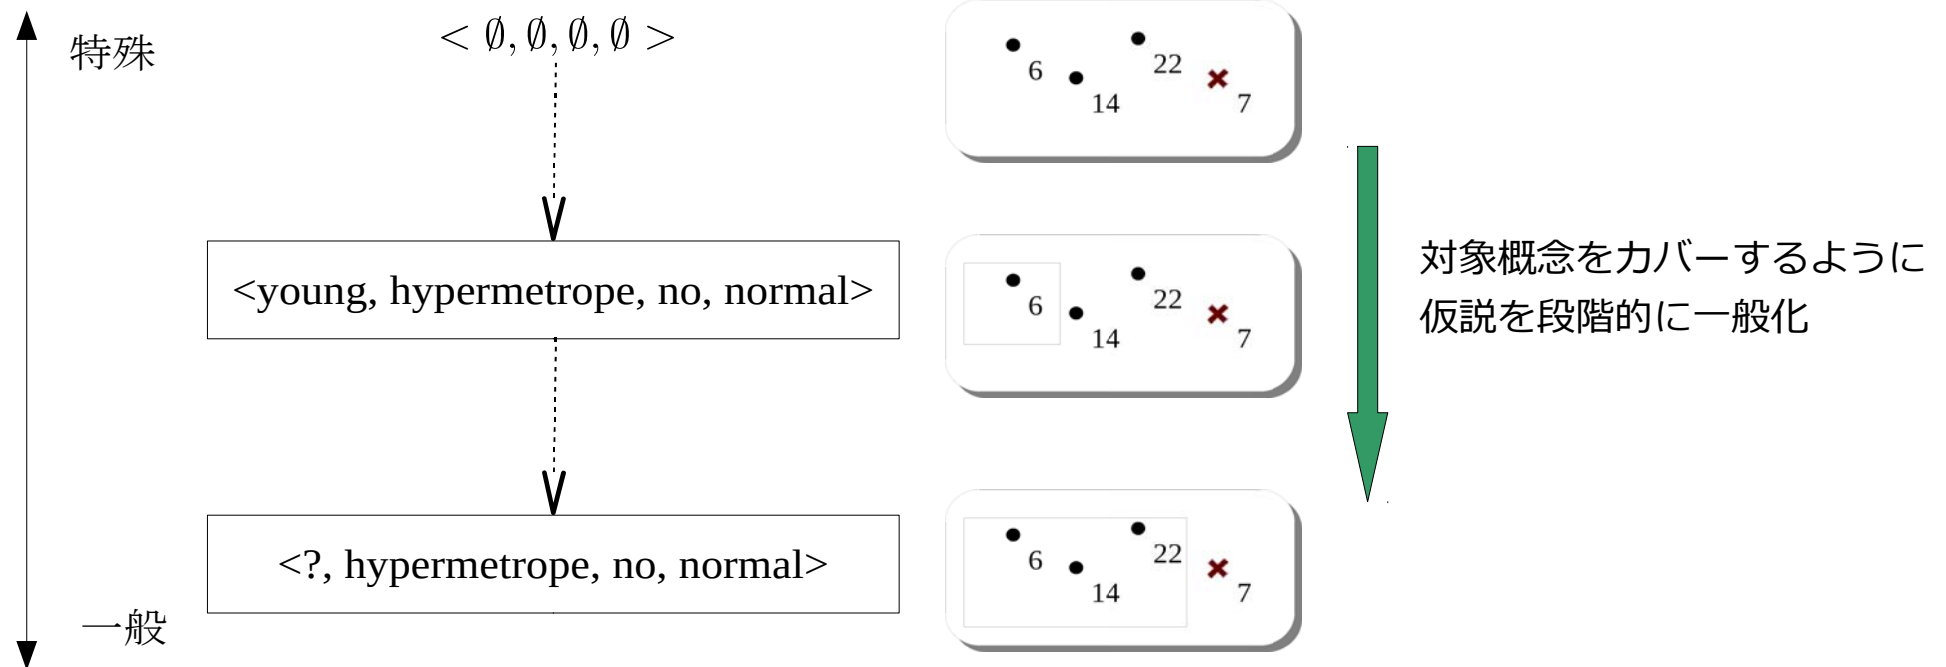 特殊
< ∅, ∅, ∅, ∅ >
6
14
22
7
<young, hypermetrope, no, normal>
6
14
22
7
対象概念をカバーするように
仮説を段階的に一般化
<?, hypermetrope, no, normal>
6
14
22
7
一般